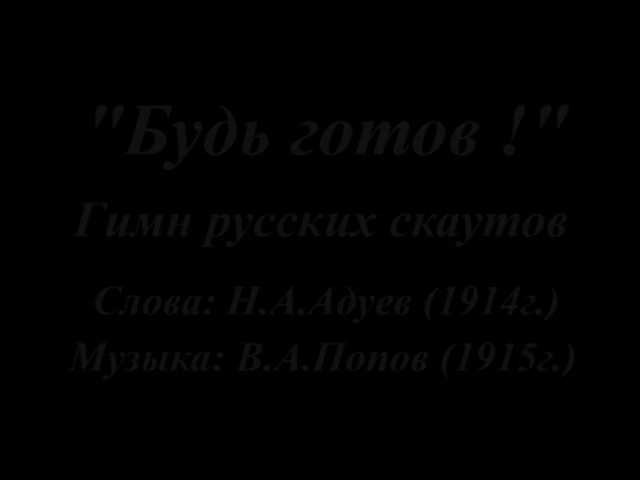 "Будь готов !"
Гимн русских скаутов
Слова: Н.А.Адуев (1914г.)
Музыка: В.А.Попов (1915г.)